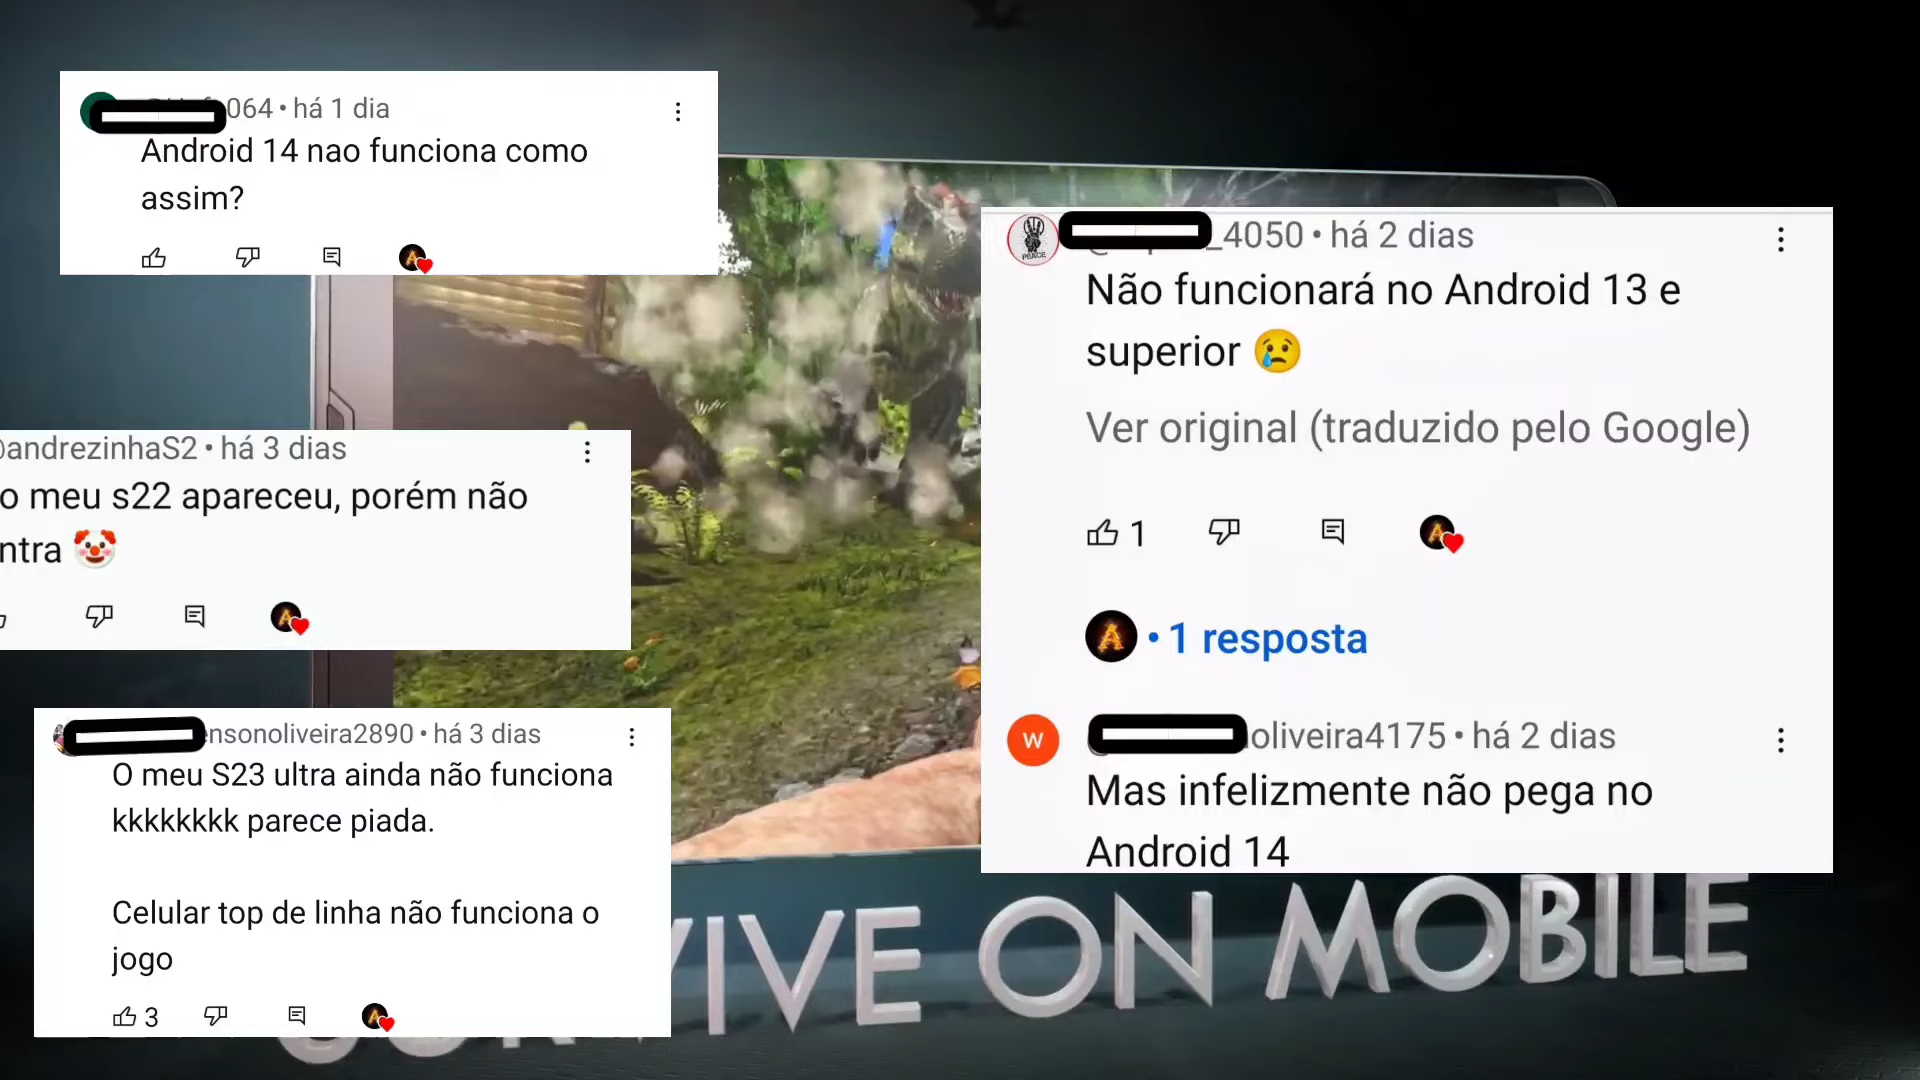 064 • há 1 dia
Android 14 nao funciona como
assim?
andrezinhaS2 • há 3 dias
o meu s22 apareceu, porém não
ntra 🤡
ensonoliveira2890 • há 3 dias
O meu S23 ultra ainda não funciona
kkkkkkkk parece piada.
Celular top de linha não funciona o
jogo
3
PEACE
_4050 • há 2 dias
Não funcionará no Android 13 e
superior 😢
Ver original (traduzido pelo Google)
1
A • 1 resposta
W
oliveira4175 • há 2 dias
Mas infelizmente não pega no
Android 14
VIVE ON MOBILE